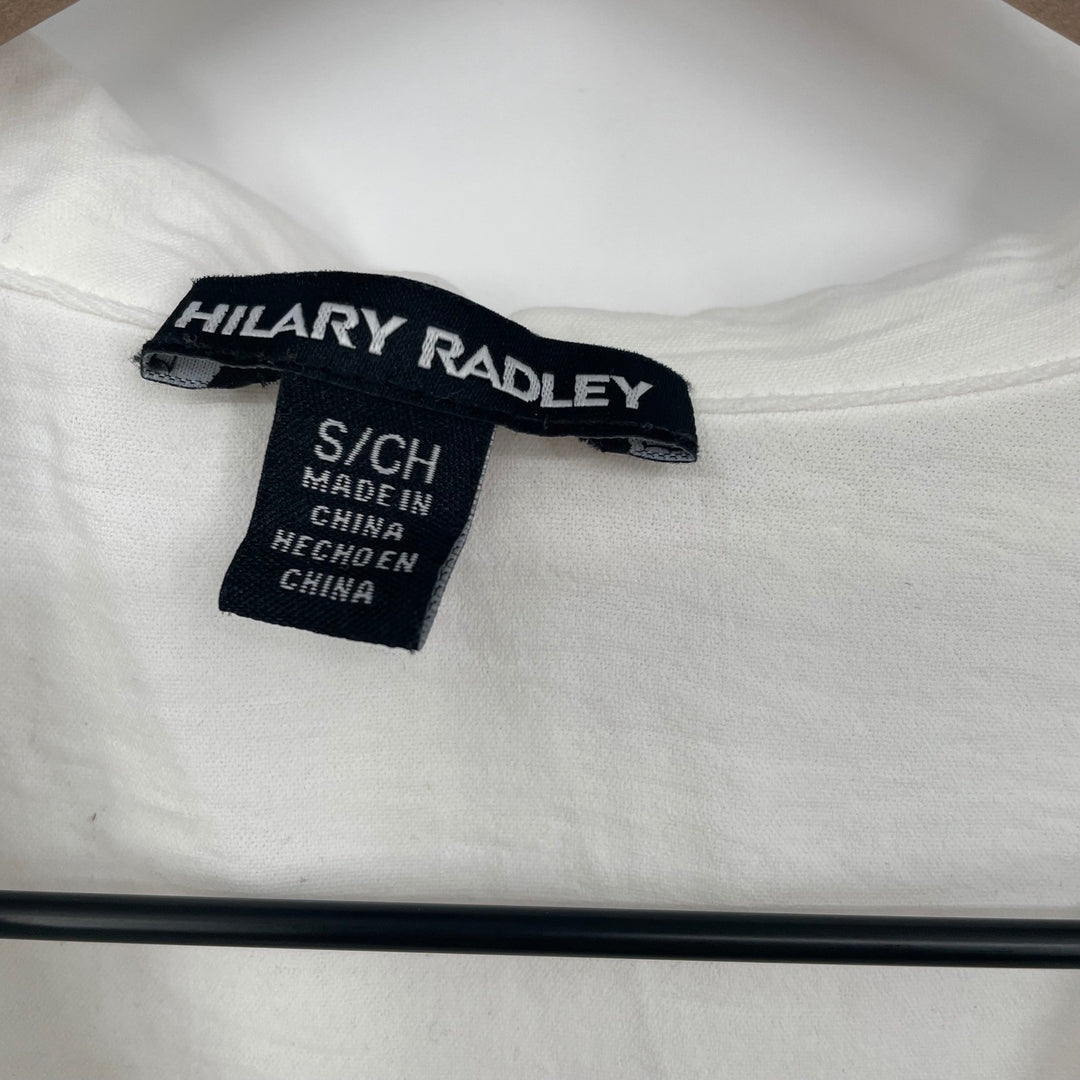 HILARY RADLEY
S/CH
MADE IN
CHINA
HECHO EN
CHINA